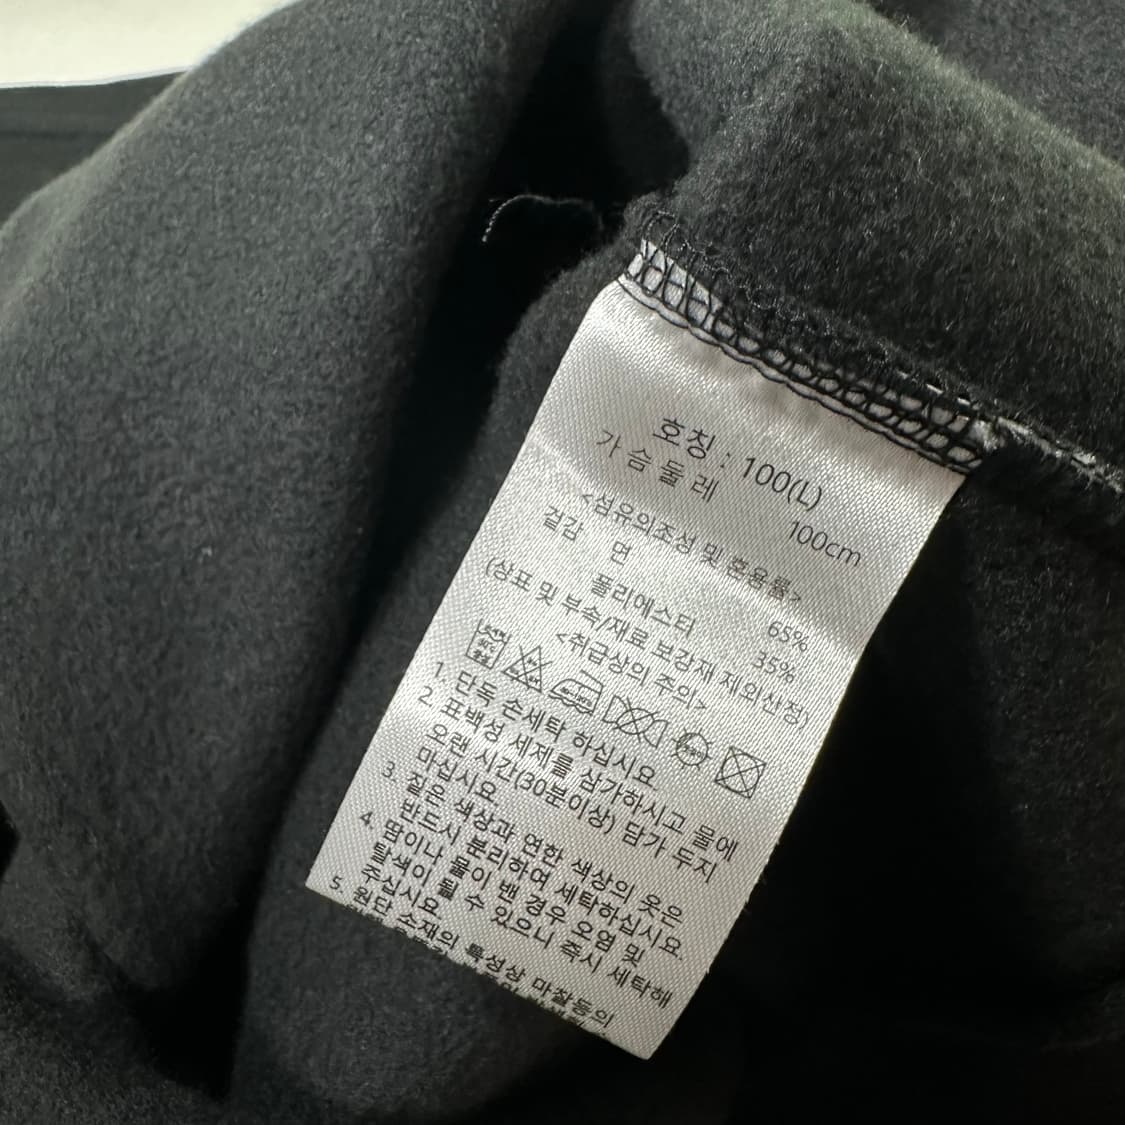 호칭 : 100(L)
가슴둘레 100cm
<섬유의조성 및 혼용률>
겉감 면 65%
폴리에스터 35%
(상표 및 부속/재료 보강재 제외산정)
<취급상의 주의>
1. 단독 손세탁 하십시요.
2. 표백성 세제를 삼가하시고 물에
오랜 시간(30분이상) 담가 두지
마십시요.
3. 짙은 색상과 연한 색상의 옷은
반드시 분리하여 세탁하십시요.
4. 땀이나 물이 밴 경우 오염 및
탈색이 될 수 있으니 즉시 세탁해
주십시요.
5. 원단 소재의 특성상 마찰등의